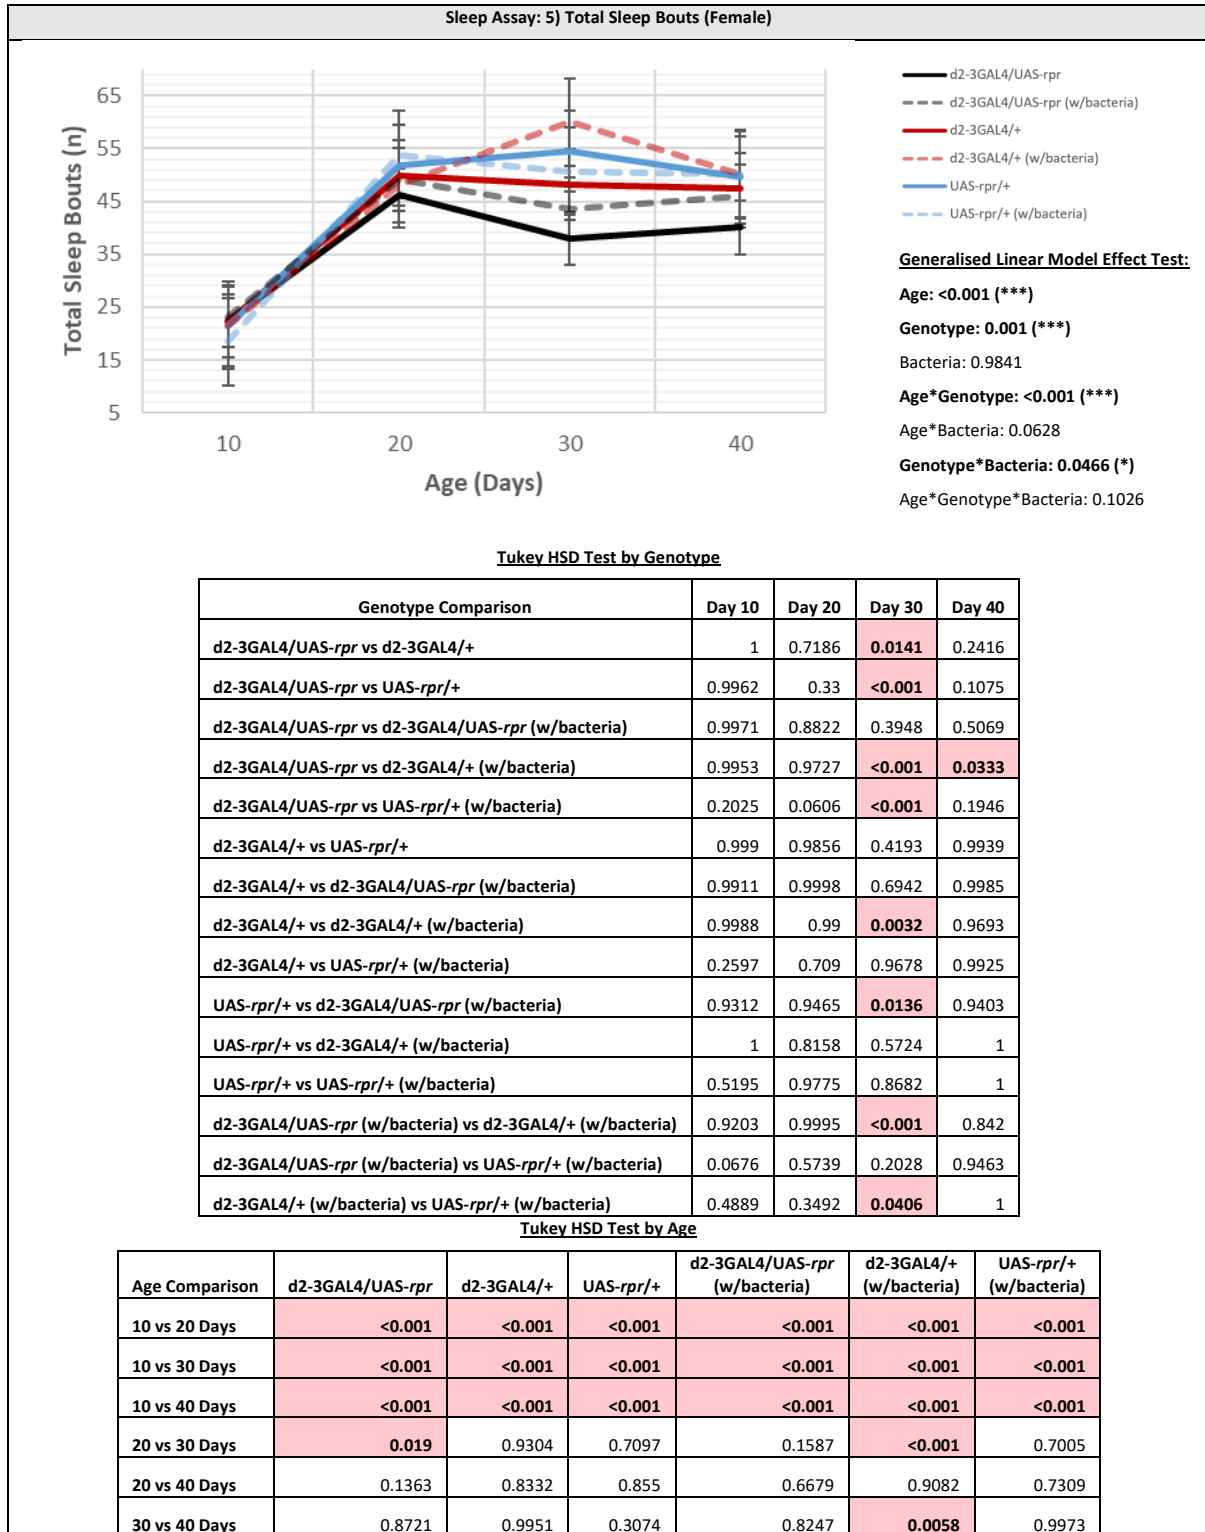 Sleep Assay: 5) Total Sleep Bouts (Female)
65
55
45
35
25
15
5
Total Sleep Bouts (n)
10 20 30 40
Age (Days)
d2-3GAL4/UAS-rpr
d2-3GAL4/UAS-rpr (w/bacteria)
d2-3GAL4/+
d2-3GAL4/+ (w/bacteria)
UAS-rpr/+
UAS-rpr/+ (w/bacteria)
Generalised Linear Model Effect Test:
Age: <0.001 (***)
Genotype: 0.001 (***)
Bacteria: 0.9841
Age*Genotype: <0.001 (***)
Age*Bacteria: 0.0628
Genotype*Bacteria: 0.0466 (*)
Age*Genotype*Bacteria: 0.1026
Tukey HSD Test by Genotype
Genotype Comparison Day 10 Day 20 Day 30 Day 40
d2-3GAL4/UAS-rpr vs d2-3GAL4/+ 1 0.7186 0.0141 0.2416
d2-3GAL4/UAS-rpr vs UAS-rpr/+ 0.9962 0.33 <0.001 0.1075
d2-3GAL4/UAS-rpr vs d2-3GAL4/UAS-rpr (w/bacteria) 0.9971 0.8822 0.3948 0.5069
d2-3GAL4/UAS-rpr vs d2-3GAL4/+ (w/bacteria) 0.9953 0.9727 <0.001 0.0333
d2-3GAL4/UAS-rpr vs UAS-rpr/+ (w/bacteria) 0.2025 0.0606 <0.001 0.1946
d2-3GAL4/+ vs UAS-rpr/+ 0.999 0.9856 0.4193 0.9939
d2-3GAL4/+ vs d2-3GAL4/UAS-rpr (w/bacteria) 0.9911 0.9998 0.6942 0.9985
d2-3GAL4/+ vs d2-3GAL4/+ (w/bacteria) 0.9988 0.99 0.0032 0.9693
d2-3GAL4/+ vs UAS-rpr/+ (w/bacteria) 0.2597 0.709 0.9678 0.9925
UAS-rpr/+ vs d2-3GAL4/UAS-rpr (w/bacteria) 0.9312 0.9465 0.0136 0.9403
UAS-rpr/+ vs d2-3GAL4/+ (w/bacteria) 1 0.8158 0.5724 1
UAS-rpr/+ vs UAS-rpr/+ (w/bacteria) 0.5195 0.9775 0.8682 1
d2-3GAL4/UAS-rpr (w/bacteria) vs d2-3GAL4/+ (w/bacteria) 0.9203 0.9995 <0.001 0.842
d2-3GAL4/UAS-rpr (w/bacteria) vs UAS-rpr/+ (w/bacteria) 0.0676 0.5739 0.2028 0.9463
d2-3GAL4/+ (w/bacteria) vs UAS-rpr/+ (w/bacteria) 0.4889 0.3492 0.0406 1
Tukey HSD Test by Age
Age Comparison d2-3GAL4/UAS-rpr d2-3GAL4/+ UAS-rpr/+ d2-3GAL4/UAS-rpr (w/bacteria) d2-3GAL4/+ (w/bacteria) UAS-rpr/+ (w/bacteria)
10 vs 20 Days <0.001 <0.001 <0.001 <0.001 <0.001 <0.001
10 vs 30 Days <0.001 <0.001 <0.001 <0.001 <0.001 <0.001
10 vs 40 Days <0.001 <0.001 <0.001 <0.001 <0.001 <0.001
20 vs 30 Days 0.019 0.9304 0.7097 0.1587 <0.001 0.7005
20 vs 40 Days 0.1363 0.8332 0.855 0.6679 0.9082 0.7309
30 vs 40 Days 0.8721 0.9951 0.3074 0.8247 0.0058 0.9973